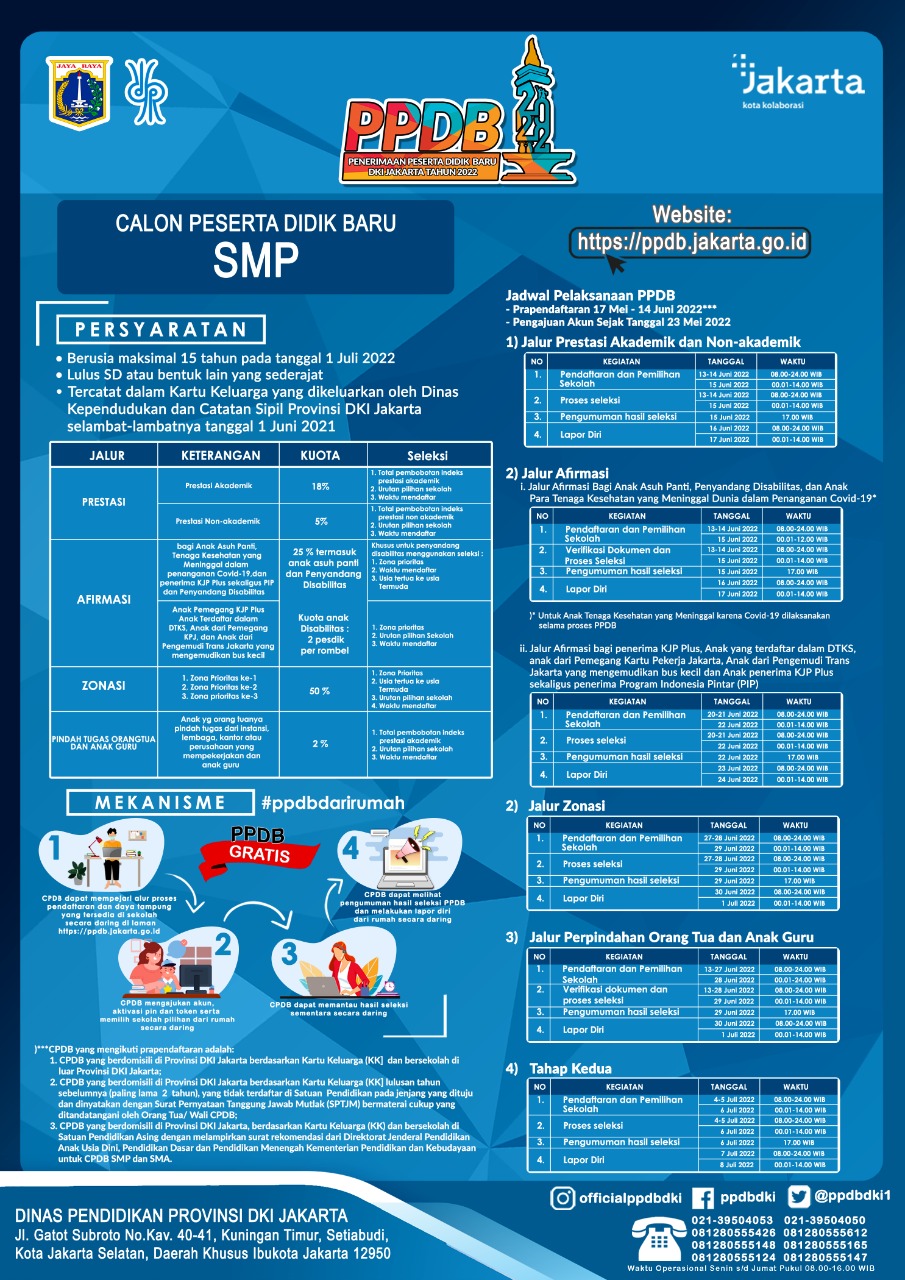 JAYA RAYA
Jakarta
kota kolaborasi
PPDB 2022
PENERIMAAN PESERTA DIDIK BARU
DKI JAKARTA TAHUN 2022
CALON PESERTA DIDIK BARU
SMP
Website:
https://ppdb.jakarta.go.id
PERSYARATAN
• Berusia maksimal 15 tahun pada tanggal 1 Juli 2022
• Lulus SD atau bentuk lain yang sederajat
• Tercatat dalam Kartu Keluarga yang dikeluarkan oleh Dinas
Kependudukan dan Catatan Sipil Provinsi DKI Jakarta
selambat-lambatnya tanggal 1 Juni 2021
JALUR KETERANGAN KUOTA Seleksi
PRESTASI
Prestasi Akademik
18%
1. Total pembobotan indeks
prestasi akademik
2. Urutan pilihan sekolah
3. Waktu mendaftar
Prestasi Non-akademik
5%
1. Total pembobotan indeks
prestasi non akademik
2. Urutan pilihan sekolah
3. Waktu mendaftar
AFIRMASI
bagi Anak Asuh Panti,
Tenaga Kesehatan yang
Meninggal dalam
penanganan Covid-19,dan
penerima KJP Plus sekaligus PIP
dan Penyandang Disabilitas
25 % termasuk
anak asuh panti
dan Penyandang
Disabilitas
Khusus untuk penyandang
disabilitas menggunakan seleksi :
1. Zona prioritas
2. Waktu mendaftar
3. Usia tertua ke usia
Termuda
Anak Pemegang KJP Plus
Anak Terdaftar dalam
DTKS, Anak dari Pemegang
KPJ, dan Anak dari
Pengemudi Trans Jakarta yang
mengemudikan bus kecil
Kuota anak
Disabilitas :
2 pesdik
per rombel
1. Zona prioritas
2. Urutan pilihan Sekolah
3. Waktu mendaftar
ZONASI
1. Zona Prioritas ke-1
2. Zona Prioritas ke-2
3. Zona Prioritas ke-3
50 %
1. Zona Prioritas
2. Usia tertua ke usia
Termuda
3. Urutan pilihan sekolah
4. Waktu mendaftar
PINDAH TUGAS ORANGTUA
DAN ANAK GURU
Anak yg orang tuanya
pindah tugas dari instansi,
lembaga, kantor atau
perusahaan yang
mempekerjakan dan
anak guru
2 %
1. Total pembobotan indeks
prestasi akademik
2. Urutan pilihan sekolah
3. Waktu mendaftar
MEKANISME #ppdbdarirumah
1
CPDB dapat mempejari alur proses
pendaftaran dan daya tampung
yang tersedia di sekolah
secara daring di laman
https://ppdb.jakarta.go.id
PPDB
GRATIS
2
CPDB mengajukan akun,
aktivasi pin dan token serta
memilih sekolah pilihan dari rumah
secara daring
3
CPDB dapat memantau hasil seleksi
sementara secara daring
4
CPDB dapat melihat
pengumuman hasil seleksi PPDB
dan melakukan lapor diri
dari rumah secara daring
)***CPDB yang mengikuti prapendaftaran adalah:
1. CPDB yang berdomisili di Provinsi DKI Jakarta berdasarkan Kartu Keluarga (KK) dan bersekolah di
luar Provinsi DKI Jakarta;
2. CPDB yang berdomisili di Provinsi DKI Jakarta berdasarkan Kartu Keluarga (KK) lulusan tahun
sebelumnya (paling lama 2 tahun), yang tidak terdaftar di Satuan Pendidikan pada jenjang yang dituju
dan dinyatakan dengan Surat Pernyataan Tanggung Jawab Mutlak (SPTJM) bermaterai cukup yang
ditandatangani oleh Orang Tua/ Wali CPDB;
3. CPDB yang berdomisili di Provinsi DKI Jakarta, berdasarkan Kartu Keluarga (KK) dan bersekolah di
Satuan Pendidikan Asing dengan melampirkan surat rekomendasi dari Direktorat Jenderal Pendidikan
Anak Usia Dini, Pendidikan Dasar dan Pendidikan Menengah Kementerian Pendidikan dan Kebudayaan
untuk CPDB SMP dan SMA.
Jadwal Pelaksanaan PPDB
- Prapendaftaran 17 Mei - 14 Juni 2022***
- Pengajuan Akun Sejak Tanggal 23 Mei 2022
1) Jalur Prestasi Akademik dan Non-akademik
NO KEGIATAN TANGGAL WAKTU
1. Pendaftaran dan Pemilihan 13-14 Juni 2022 08.00-24.00 WIB
Sekolah 15 Juni 2022 00.01-14.00 WIB
2. Proses seleksi 13-14 Juni 2022 08.00-24.00 WIB
15 Juni 2022 00.01-14.00 WIB
3. Pengumuman hasil seleksi 15 Juni 2022 17.00 WIB
4. Lapor Diri 16 Juni 2022 08.00-24.00 WIB
17 Juni 2022 00.01-14.00 WIB
2) Jalur Afirmasi
i. Jalur Afirmasi Bagi Anak Asuh Panti, Penyandang Disabilitas, dan Anak
Para Tenaga Kesehatan yang Meninggal Dunia dalam Penanganan Covid-19*
NO KEGIATAN TANGGAL WAKTU
1. Pendaftaran dan Pemilihan 13-14 Juni 2022 08.00-24.00 WIB
Sekolah 15 Juni 2022 00.01-12.00 WIB
2. Verifikasi Dokumen dan 13-14 Juni 2022 08.00-24.00 WIB
Proses Seleksi 15 Juni 2022 00.01-14.00 WIB
3. Pengumuman hasil seleksi 15 Juni 2022 17.00 WIB
4. Lapor Diri 16 Juni 2022 08.00-24.00 WIB
17 Juni 2022 00.01-14.00 WIB
)* Untuk Anak Tenaga Kesehatan yang Meninggal karena Covid-19 dilaksanakan
selama proses PPDB
ii. Jalur Afirmasi bagi penerima KJP Plus, Anak yang terdaftar dalam DTKS,
anak dari Pemegang Kartu Pekerja Jakarta, Anak dari Pengemudi Trans
Jakarta yang mengemudikan bus kecil dan Anak penerima KJP Plus
sekaligus penerima Program Indonesia Pintar (PIP)
NO KEGIATAN TANGGAL WAKTU
1. Pendaftaran dan Pemilihan 20-21 Juni 2022 08.00-24.00 WIB
Sekolah 22 Juni 2022 00.01-14.00 WIB
2. Proses seleksi 20-21 Juni 2022 08.00-24.00 WIB
22 Juni 2022 00.01-14.00 WIB
3. Pengumuman hasil seleksi 22 Juni 2022 17.00 WIB
4. Lapor Diri 23 Juni 2022 08.00-24.00 WIB
24 Juni 2022 00.01-14.00 WIB
2) Jalur Zonasi
NO KEGIATAN TANGGAL WAKTU
1. Pendaftaran dan Pemilihan 27-28 Juni 2022 08.00-24.00 WIB
Sekolah 29 Juni 2022 00.01-14.00 WIB
2. Proses seleksi 27-28 Juni 2022 08.00-24.00 WIB
29 Juni 2022 00.01-14.00 WIB
3. Pengumuman hasil seleksi 29 Juni 2022 17.00 WIB
4. Lapor Diri 30 Juni 2022 08.00-24.00 WIB
1 Juli 2022 00.01-14.00 WIB
3) Jalur Perpindahan Orang Tua dan Anak Guru
NO KEGIATAN TANGGAL WAKTU
1. Pendaftaran dan Pemilihan 13-27 Juni 2022 08.00-24.00 WIB
Sekolah 28 Juni 2022 00.01-24.00 WIB
2. Verifikasi dokumen dan 13-28 Juni 2022 08.00-24.00 WIB
proses seleksi 29 Juni 2022 00.01-14.00 WIB
3. Pengumuman hasil seleksi 29 Juni 2022 17.00 WIB
4. Lapor Diri 30 Juni 2022 08.00-24.00 WIB
1 Juli 2022 00.01-14.00 WIB
4) Tahap Kedua
NO KEGIATAN TANGGAL WAKTU
1. Pendaftaran dan Pemilihan 4-5 Juli 2022 08.00-24.00 WIB
Sekolah 6 Juli 2022 00.01-14.00 WIB
2. Proses seleksi 4-5 Juli 2022 08.00-24.00 WIB
6 Juli 2022 00.01-14.00 WIB
3. Pengumuman hasil seleksi 6 Juli 2022 17.00 WIB
4. Lapor Diri 7 Juli 2022 08.00-24.00 WIB
8 Juli 2022 00.01-14.00 WIB
DINAS PENDIDIKAN PROVINSI DKI JAKARTA
Jl. Gatot Subroto No.Kav. 40-41, Kuningan Timur, Setiabudi,
Kota Jakarta Selatan, Daerah Khusus Ibukota Jakarta 12950
officialppdbdki ppdbdki @ppdbdki1
021-39504053 021-39504050
081280555426 081280555612
081280555148 081280555165
081280555124 081280555147
Waktu Operasional Senin s/d Jumat Pukul 08.00-16.00 WIB